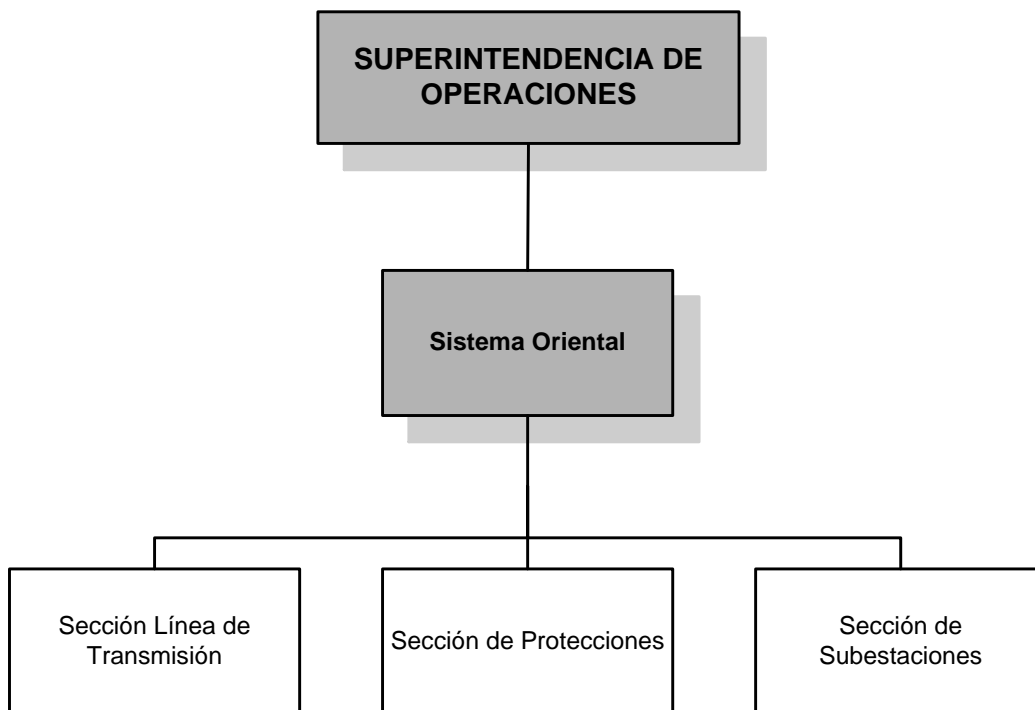 SUPERINTENDENCIA DE
OPERACIONES
Sistema Oriental
Sección Línea de
Transmisión
Sección de Protecciones
Sección de
Subestaciones